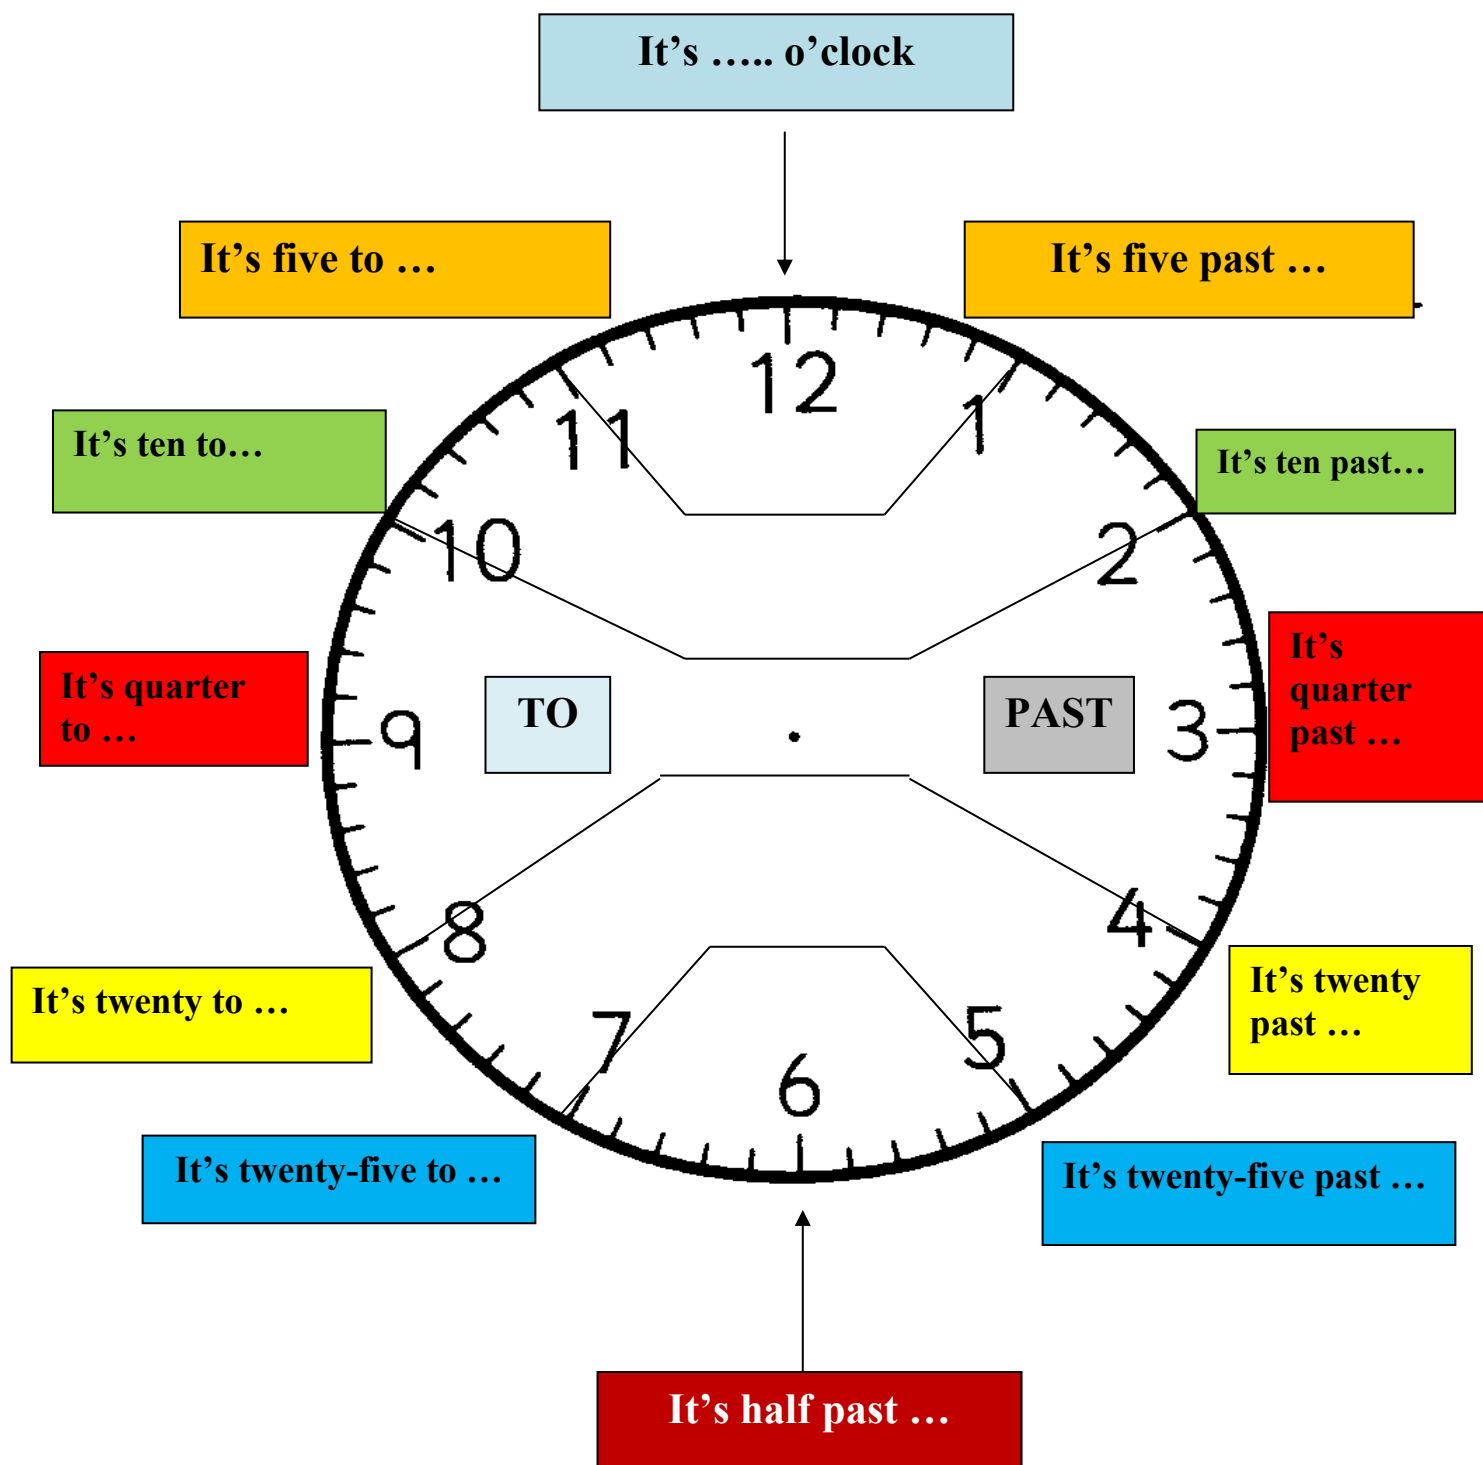 It’s ….. o’clock
It’s five to …
It’s five past …
12
11
1
It’s ten to…
It’s ten past…
10
2
It’s quarter
to …
TO
PAST
It’s
quarter
past …
9
3
8
4
It’s twenty to …
It’s twenty
past …
7
5
6
It’s twenty-five to …
It’s twenty-five past …
It’s half past …